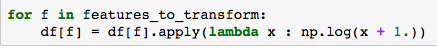 for f in features_to_transform:
    df[f] = df[f].apply(lambda x : np.log(x + 1.))